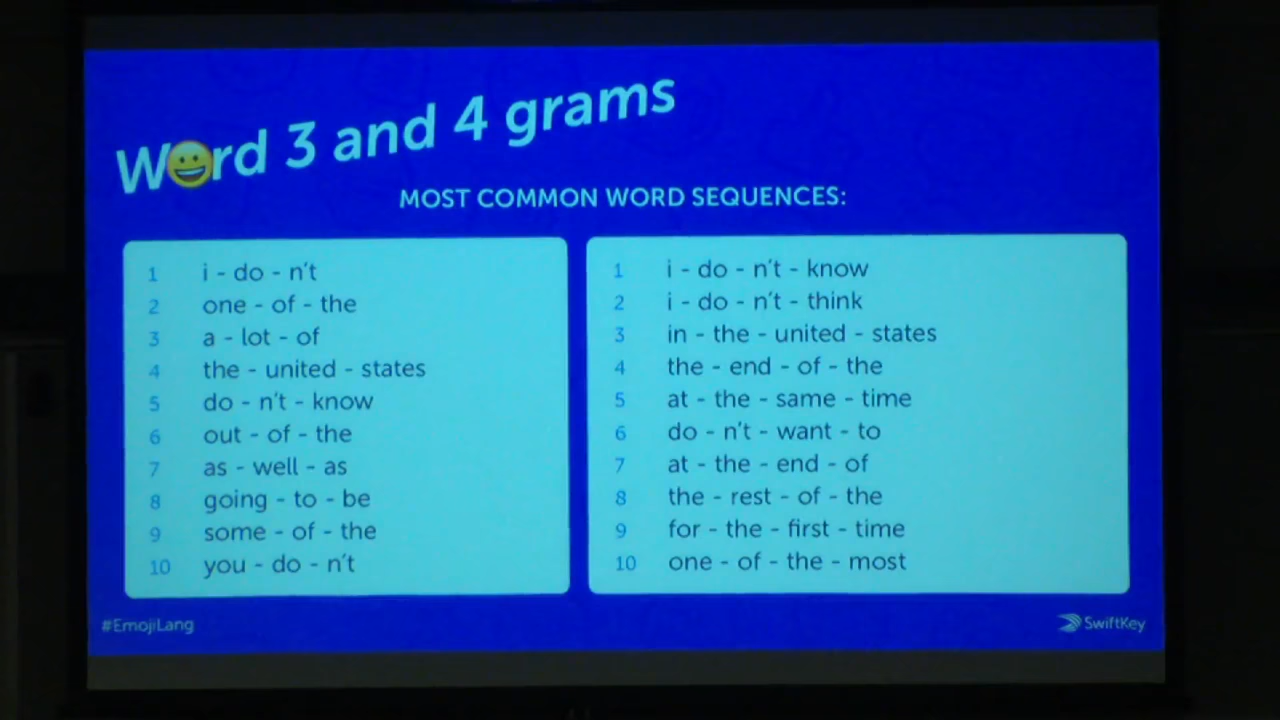 Word 3 and 4 grams
MOST COMMON WORD SEQUENCES:
1 i - do - n't
2 one - of - the
3 a - lot - of
4 the - united - states
5 do - n't - know
6 out - of - the
7 as - well - as
8 going - to - be
9 some - of - the
10 you - do - n't
1 i - do - n't - know
2 i - do - n't - think
3 in - the - united - states
4 the - end - of - the
5 at - the - same - time
6 do - n't - want - to
7 at - the - end - of
8 the - rest - of - the
9 for - the - first - time
10 one - of - the - most
#EmojiLang
SwiftKey